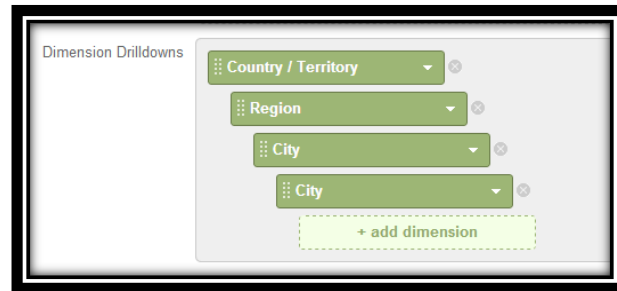 Dimension Drilldowns
Country / Territory
Region
City
City
+ add dimension